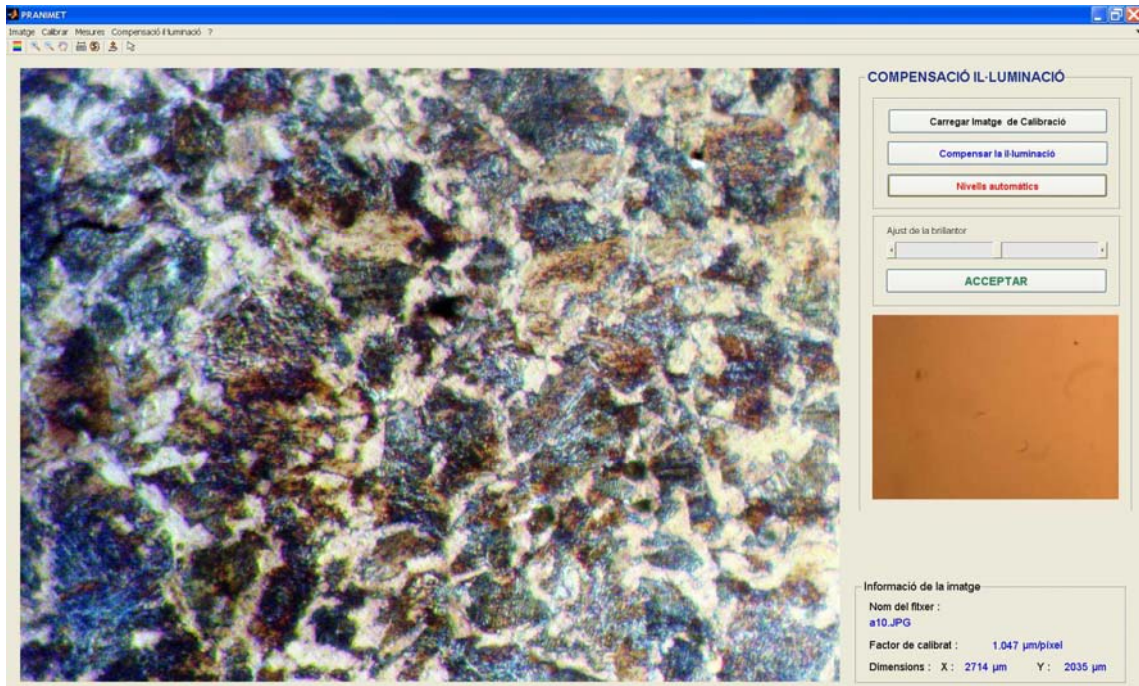 PRANIMET
Imatge Calibrar Mesures Compensació il·luminació ?
COMPENSACIÓ IL·LUMINACIÓ
Carregar Imatge de Calibració
Compensar la il·luminació
Nivells automàtics
Ajust de la brillantor
ACCEPTAR
Informació de la imatge
Nom del fitxer :
a10.JPG
Factor de calibrat : 1.047 µm/píxel
Dimensions : X : 2714 µm Y : 2035 µm